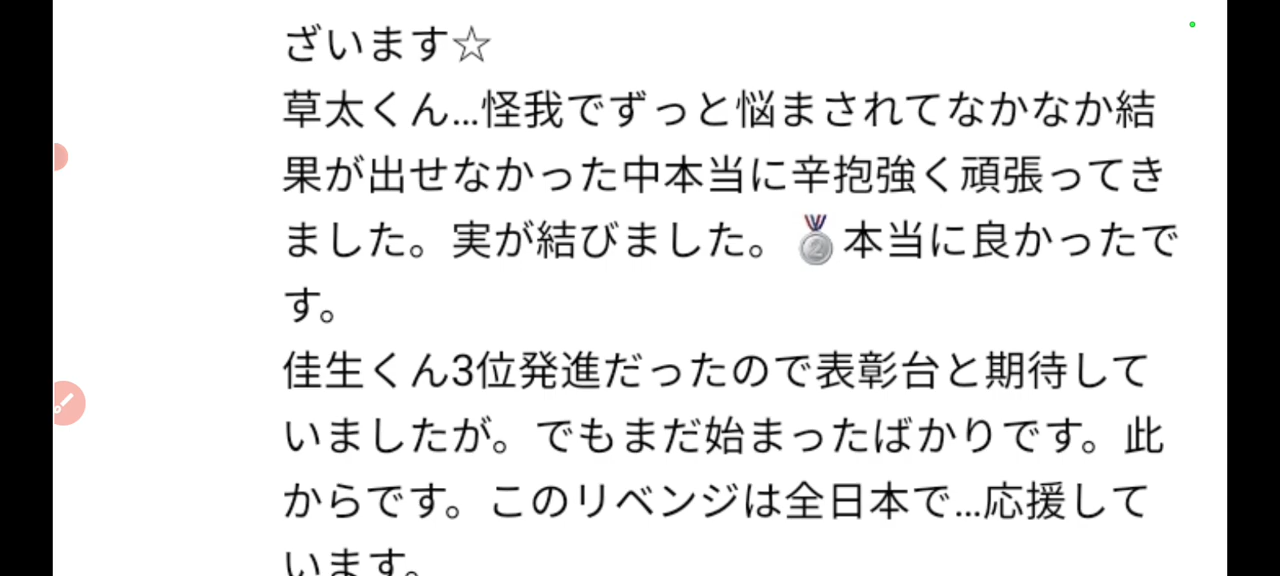 ざいます☆
草太くん...怪我でずっと悩まされてなかなか結
果が出せなかった中本当に辛抱強く頑張ってき
ました。実が結びました。🥈本当に良かったで
す。
佳生くん3位発進だったので表彰台と期待して
いましたが。でもまだ始まったばかりです。此
からです。このリベンジは全日本で...応援して
います。